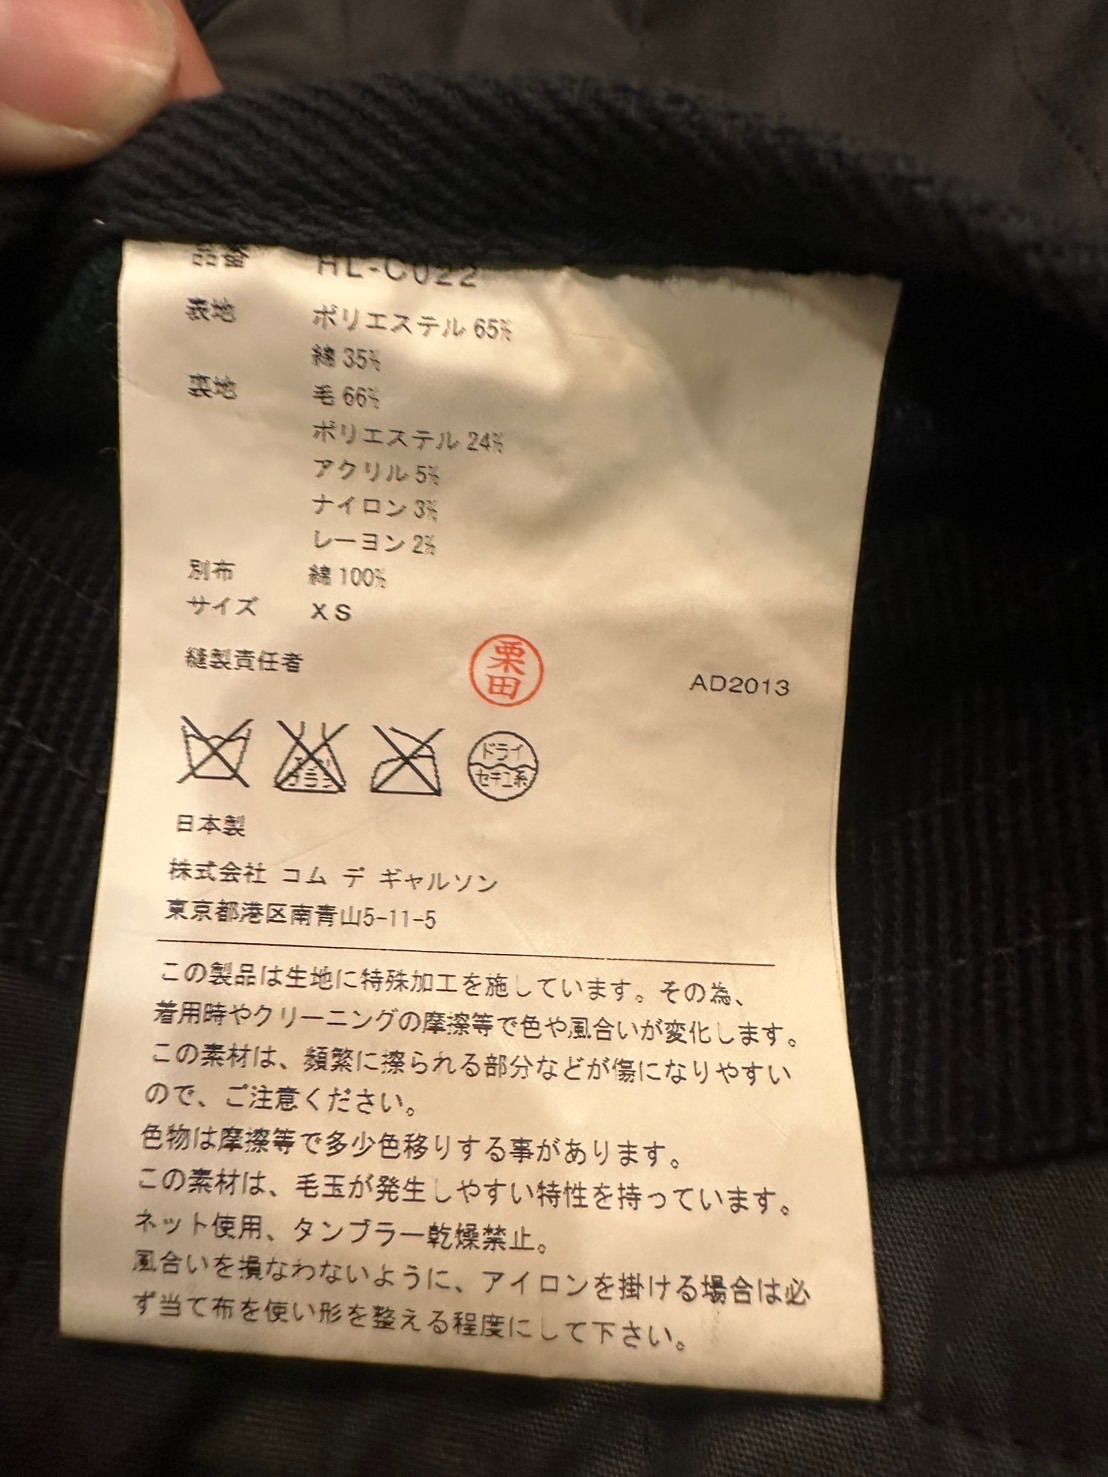 品番 HL-C022
表地 ポリエステル 65%
綿 35%
裏地 毛 66%
ポリエステル 24%
アクリル 5%
ナイロン 3%
レーヨン 2%
別布 綿 100%
サイズ XS
縫製責任者 栗田 AD2013
エンソ サラシ ドライ セキユ系
日本製
株式会社 コム デ ギャルソン
東京都港区南青山5-11-5
この製品は生地に特殊加工を施しています。その為、
着用時やクリーニングの摩擦等で色や風合いが変化します。
この素材は、頻繁に擦られる部分などが傷になりやすい
ので、ご注意ください。
色物は摩擦等で多少色移りする事があります。
この素材は、毛玉が発生しやすい特性を持っています。
ネット使用、タンブラー乾燥禁止。
風合いを損なわないように、アイロンを掛ける場合は必
ず当て布を使い形を整える程度にして下さい。